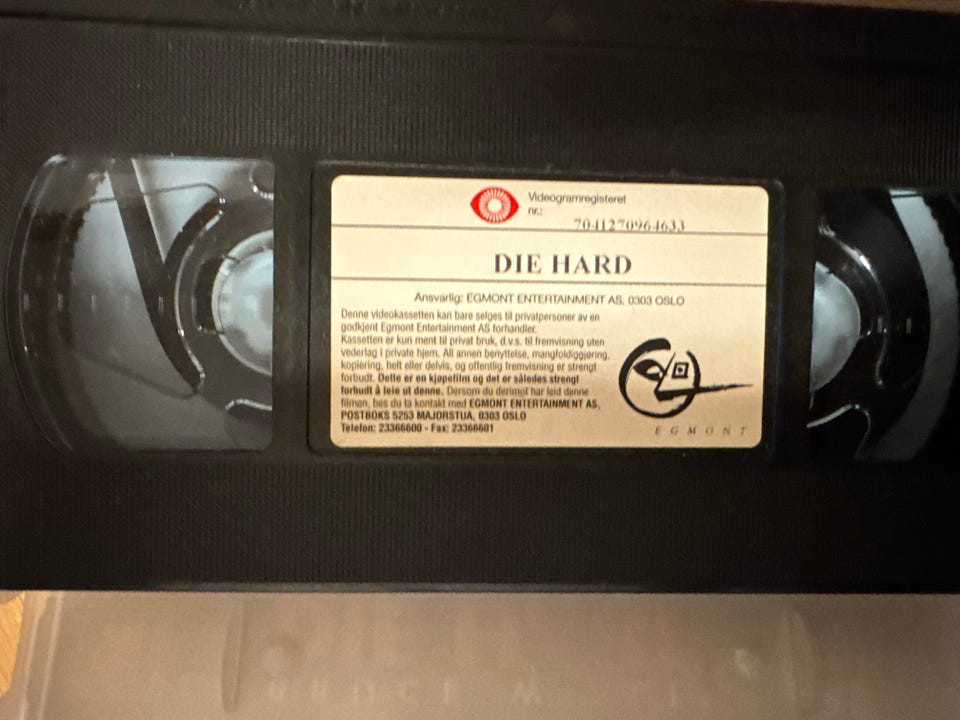 Videogramregisteret
nr.:
7041270964633
DIE HARD
Ansvarlig: EGMONT ENTERTAINMENT AS, 0303 OSLO
Denne videokassetten kan bare selges til privatpersoner av en
godkjent Egmont Entertainment AS forhandler.
Kassetten er kun ment til privat bruk, d.v.s. til fremvisning uten
vederlag i private hjem. All annen benyttelse, mangfoldiggjøring,
kopiering, helt eller delvis, og offentlig fremvisning er strengt
forbudt. Dette er en kjøpefilm og det er således strengt
forbudt å leie ut denne. Dersom du derimot har leid denne
filmen, bes du ta kontakt med EGMONT ENTERTAINMENT AS,
POSTBOKS 5253 MAJORSTUA, 0303 OSLO
Telefon: 23366600 - Fax: 23366601
EGMONT